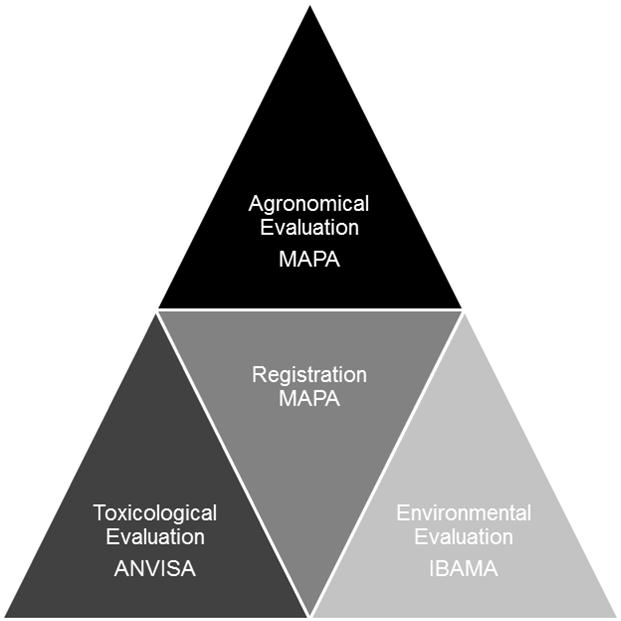 Agronomical
Evaluation
MAPA
Registration
MAPA
Toxicological
Evaluation
ANVISA
Environmental
Evaluation
IBAMA